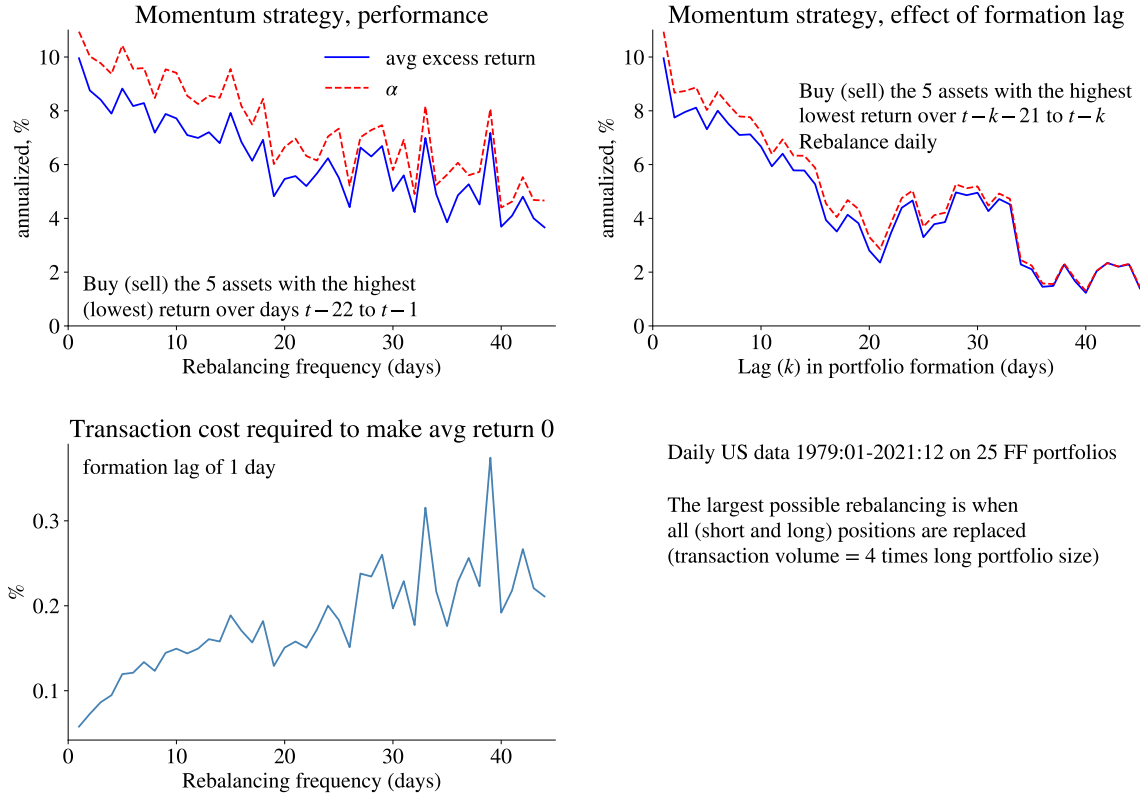 Momentum strategy, performance
annualized, %
10
8
6
4
2
0
avg excess return
α
Buy (sell) the 5 assets with the highest
(lowest) return over days t−22 to t−1
0 10 20 30 40
Rebalancing frequency (days)
Momentum strategy, effect of formation lag
annualized, %
10
8
6
4
2
0
Buy (sell) the 5 assets with the highest
lowest return over t−k−21 to t−k
Rebalance daily
0 10 20 30 40
Lag (k) in portfolio formation (days)
Transaction cost required to make avg return 0
%
formation lag of 1 day
0.3
0.2
0.1
0 10 20 30 40
Rebalancing frequency (days)
Daily US data 1979:01-2021:12 on 25 FF portfolios
The largest possible rebalancing is when
all (short and long) positions are replaced
(transaction volume = 4 times long portfolio size)